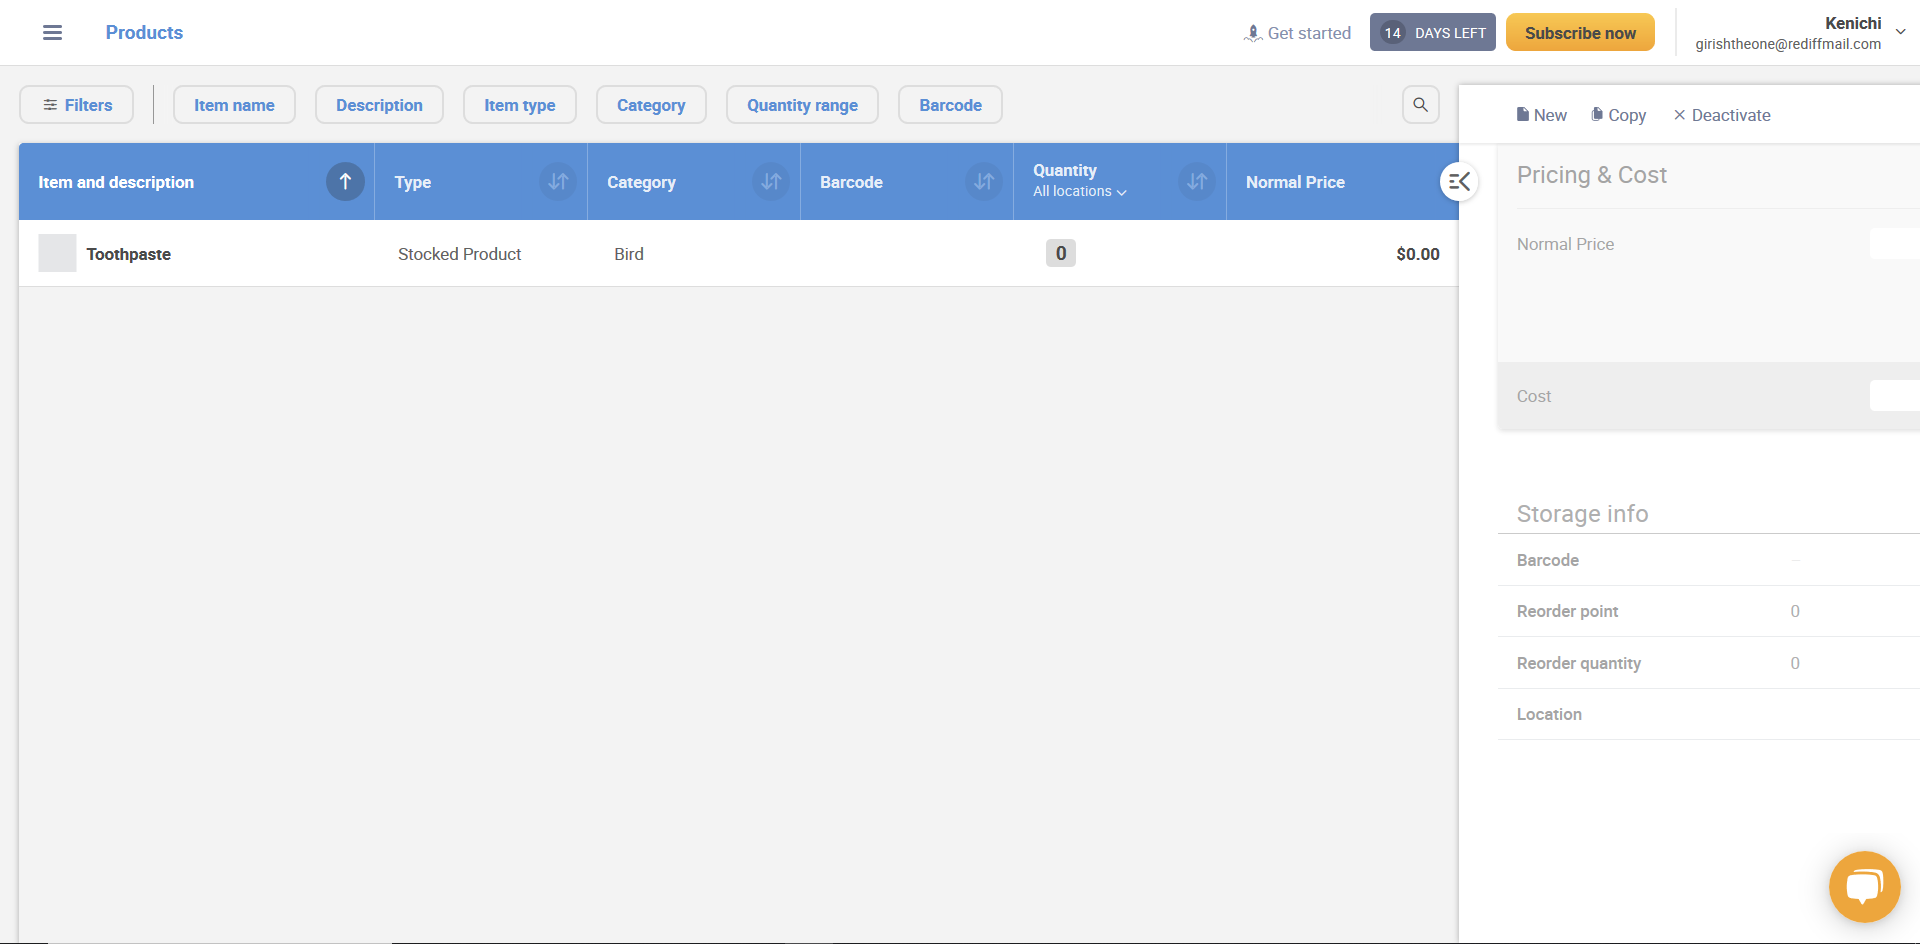 Products
Get started
14 DAYS LEFT
Subscribe now
Kenichi
girishtheone@rediffmail.com
Filters
Item name
Description
Item type
Category
Quantity range
Barcode
New
Copy
Deactivate
Item and description
Type
Category
Barcode
Quantity
All locations
Normal Price
Toothpaste
Stocked Product
Bird
0
$0.00
Pricing & Cost
Normal Price
Cost
Storage info
Barcode –
Reorder point 0
Reorder quantity 0
Location